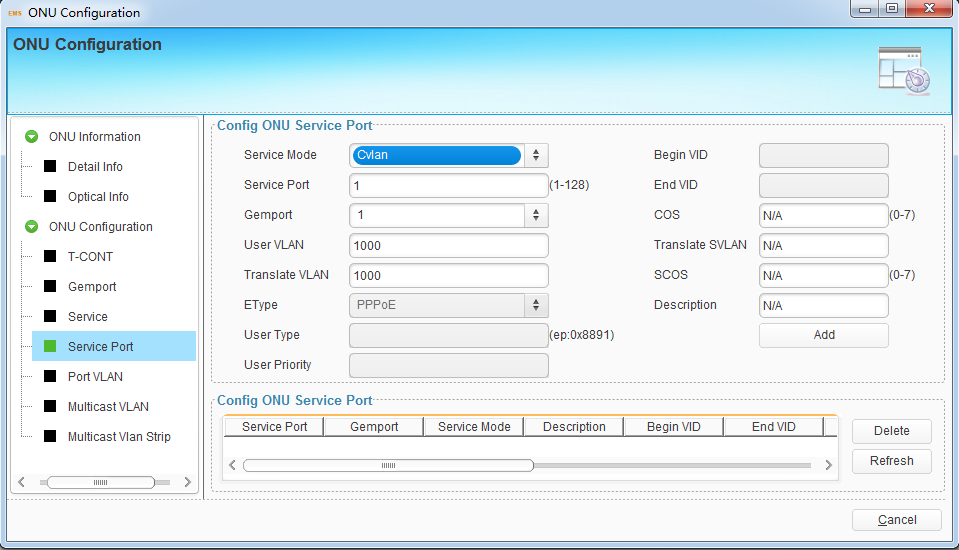 EMS ONU Configuration
ONU Configuration
ONU Information
Detail Info
Optical Info
ONU Configuration
T-CONT
Gemport
Service
Service Port
Port VLAN
Multicast VLAN
Multicast Vlan Strip
Config ONU Service Port
Service Mode Cvlan Begin VID
Service Port 1 (1-128) End VID
Gemport 1 COS N/A (0-7)
User VLAN 1000 Translate SVLAN N/A
Translate VLAN 1000 SCOS N/A (0-7)
EType PPPoE Description N/A
User Type (ep:0x8891) Add
User Priority
Config ONU Service Port
Service Port Gemport Service Mode Description Begin VID End VID
Delete
Refresh
Cancel